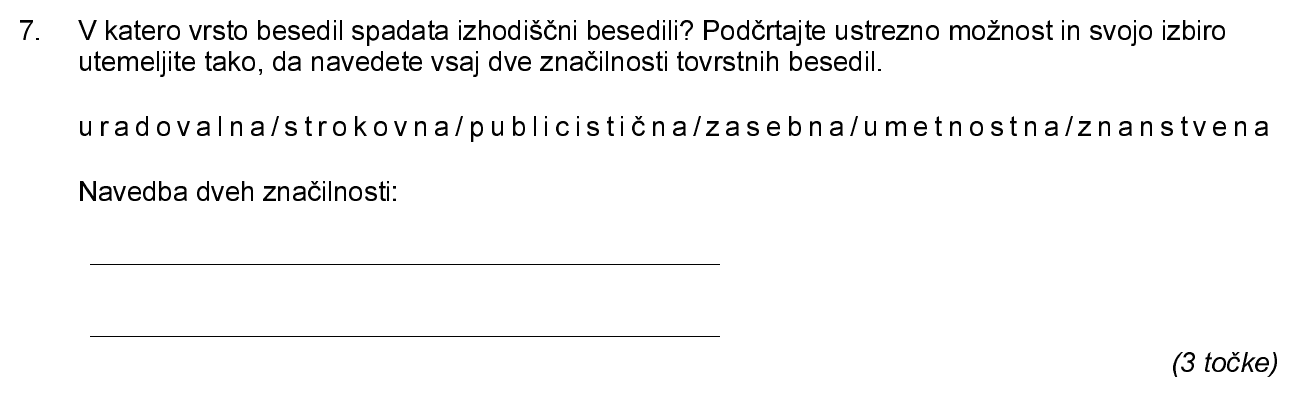 7. V katero vrsto besedil spadata izhodiščni besedili? Podčrtajte ustrezno možnost in svojo izbiro
utemeljite tako, da navedete vsaj dve značilnosti tovrstnih besedil.
uradovalna/strokovna/publicistična/zasebna/umetnostna/znanstvena
Navedba dveh značilnosti:
(3 točke)